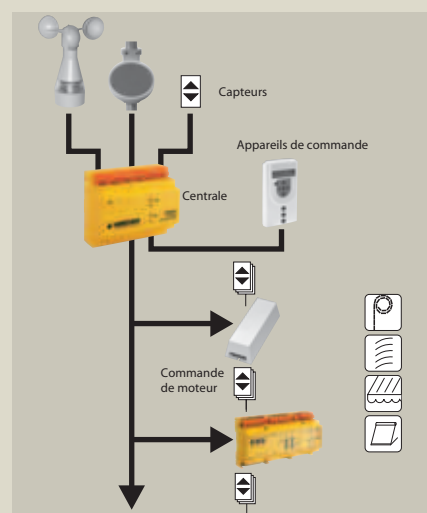 Capteurs
Appareils de commande
Centrale
Commande
de moteur